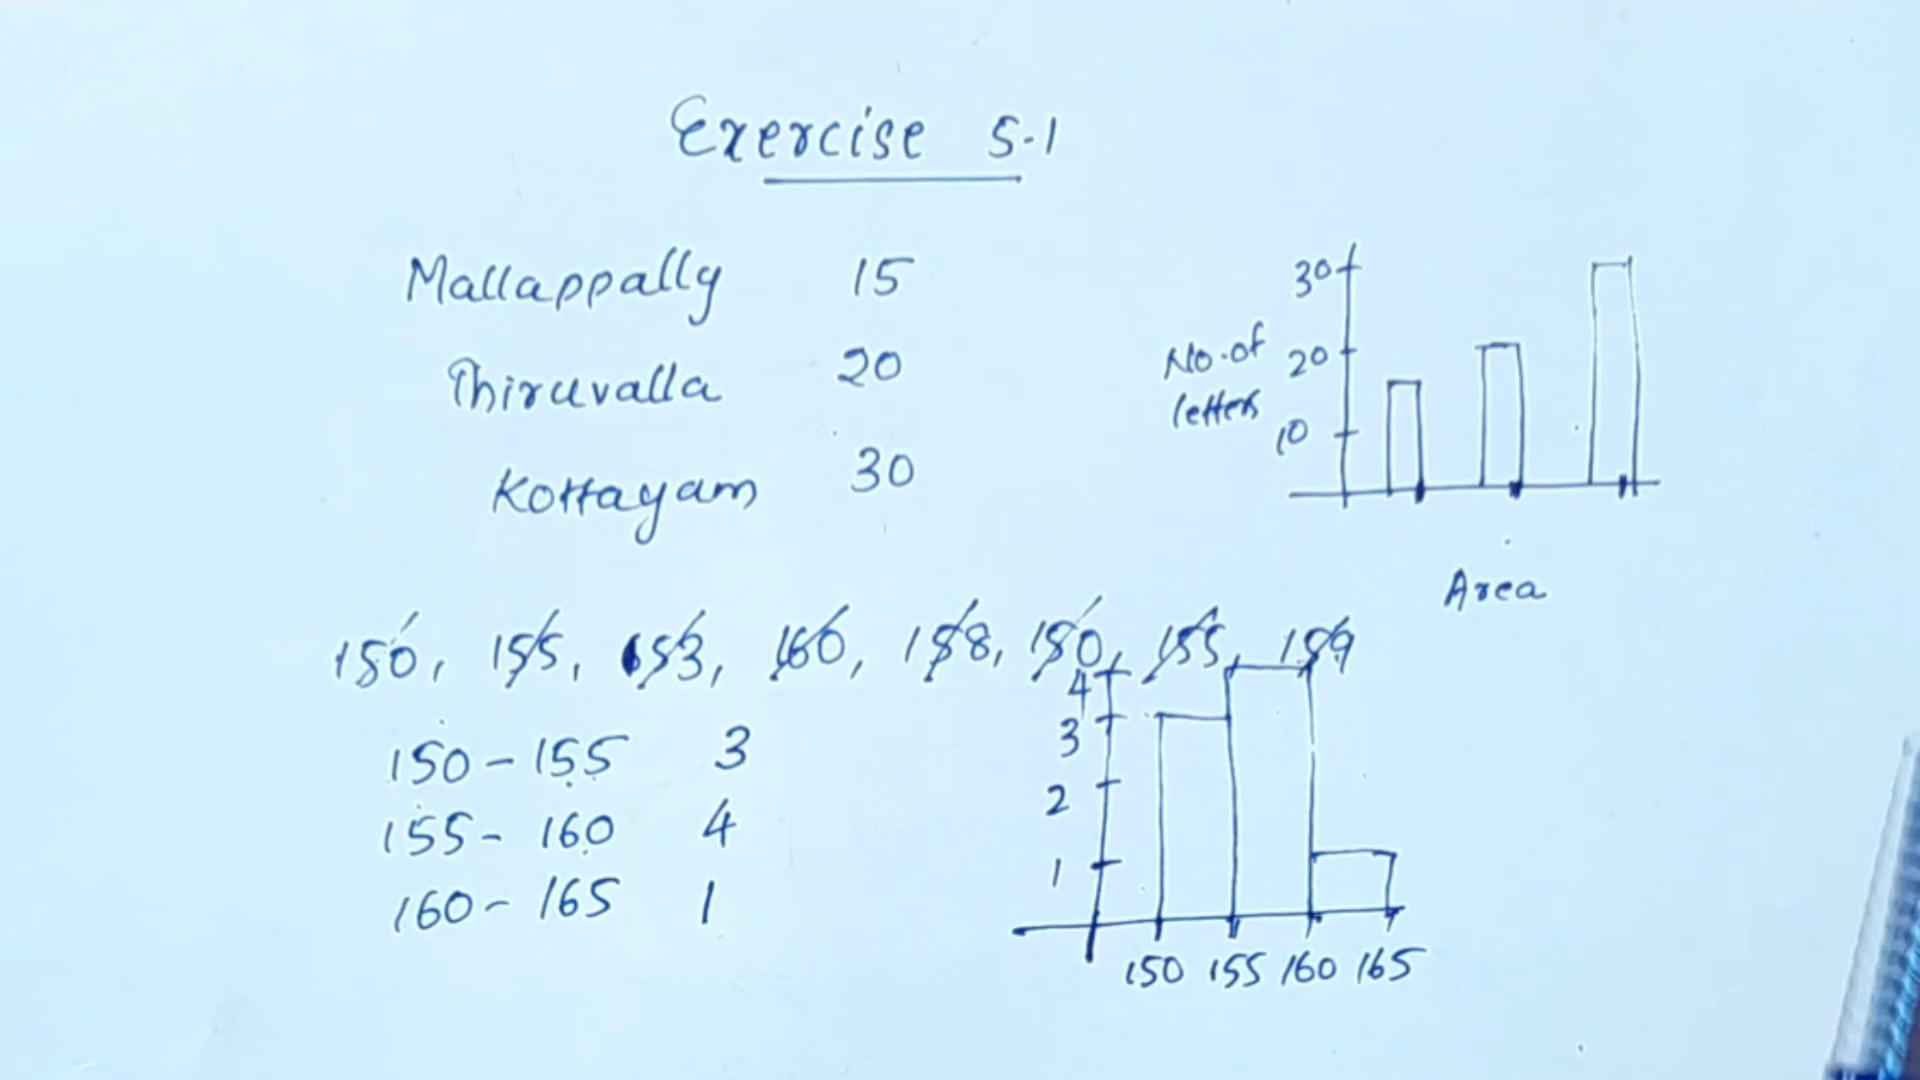 Exercise 5.1
Mallappally 15
Thiruvalla 20
Kottayam 30
30
No. of
letters
20
10
Area
150, 155, 153, 160, 158, 150, 155, 159
150 - 155 3
155 - 160 4
160 - 165 1
4
3
2
1
150 155 160 165